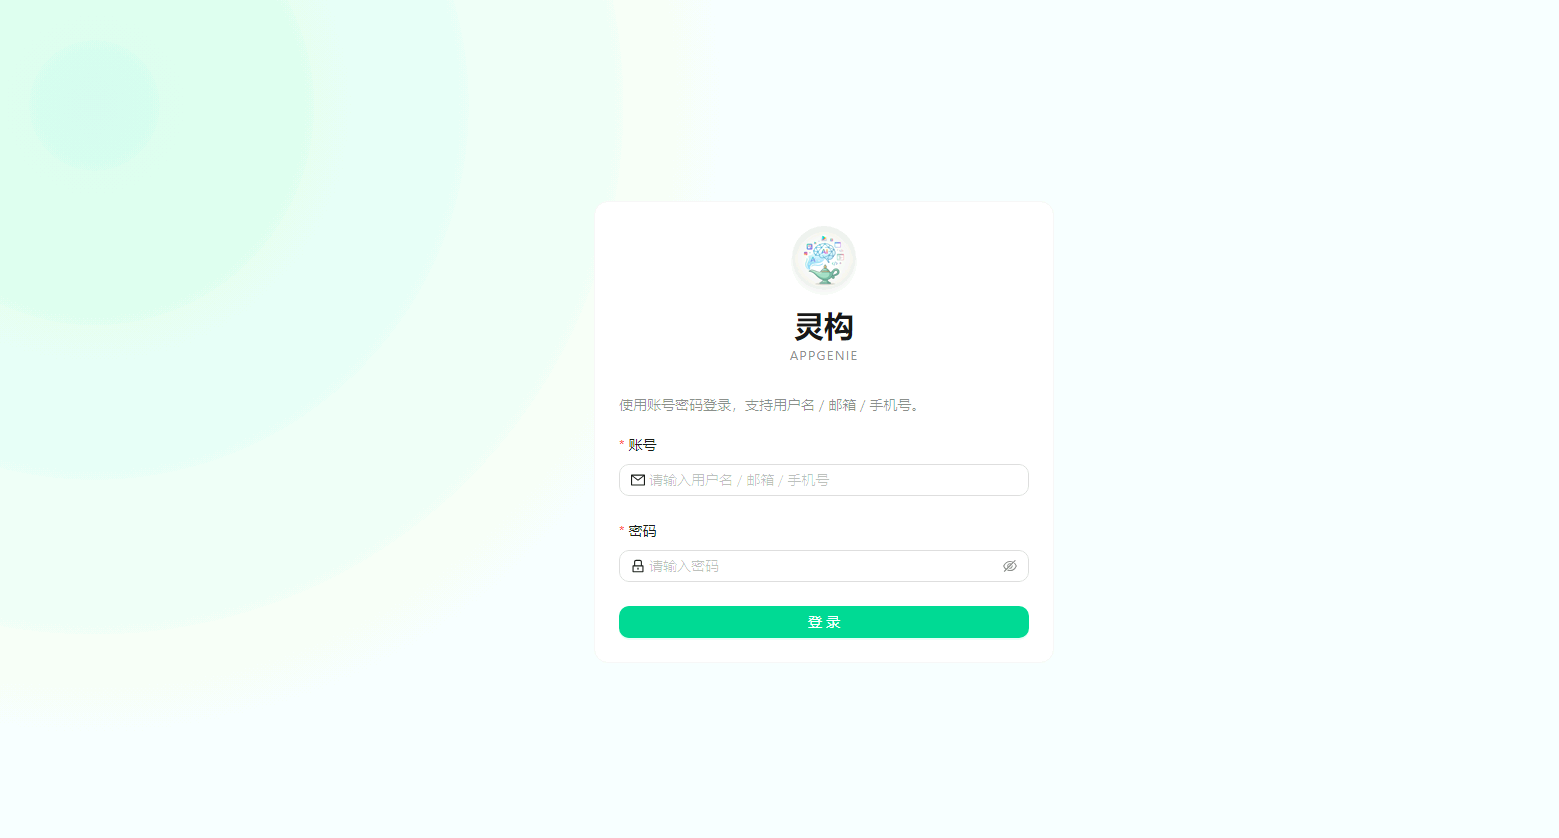 灵构
APPGENIE
使用账号密码登录，支持用户名 / 邮箱 / 手机号。
* 账号
请输入用户名 / 邮箱 / 手机号
* 密码
请输入密码
登 录